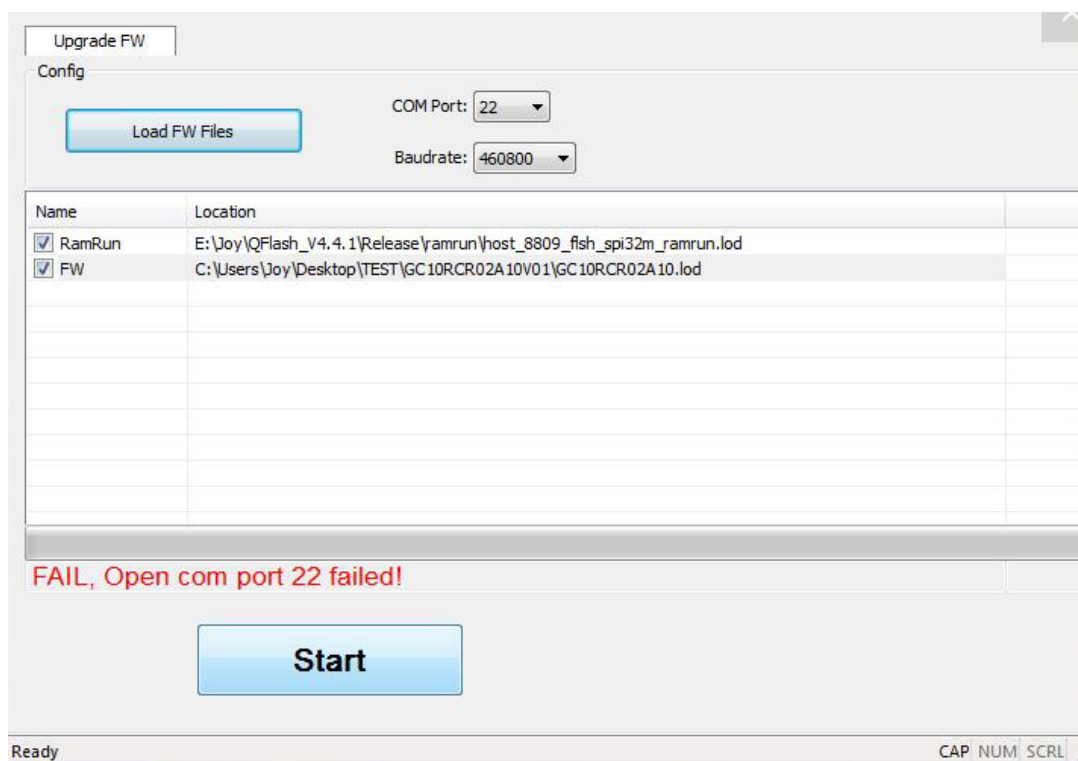 Upgrade FW
Config
Load FW Files
COM Port: 22
Baudrate: 460800
Name Location
RamRun E:\Joy\QFlash_V4.4.1\Release\ramrun\host_8809_flsh_spi32m_ramrun.lod
FW C:\Users\Joy\Desktop\TEST\GC10RCR02A10V01\GC10RCR02A10.lod
FAIL, Open com port 22 failed!
Start
Ready CAP NUM SCRL